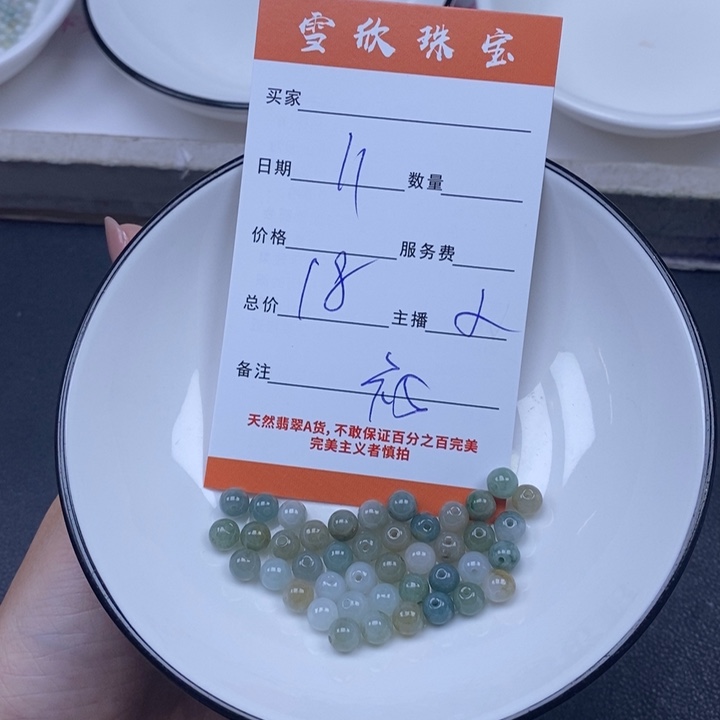 雪欣珠宝
买家
日期 11 数量
价格 服务费
总价 18 主播
备注
天然翡翠A货,不敢保证百分之百完美
完美主义者慎拍